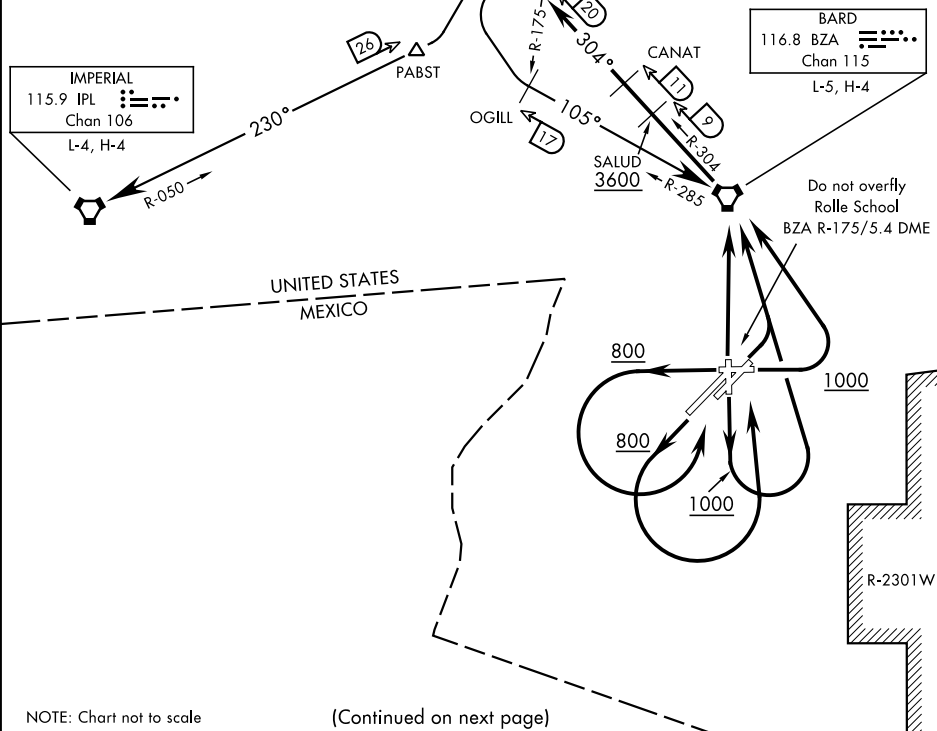 20
R-175
304°
26
PABST
CANAT
BARD
116.8 BZA
Chan 115
L-5, H-4
IMPERIAL
115.9 IPL
Chan 106
L-4, H-4
11
9
105°
OGILL
17
230°
R-304
SALUD
3600
R-050
R-285
Do not overfly
Rolle School
BZA R-175/5.4 DME
UNITED STATES
MEXICO
800
1000
800
1000
R-2301W
NOTE: Chart not to scale
(Continued on next page)